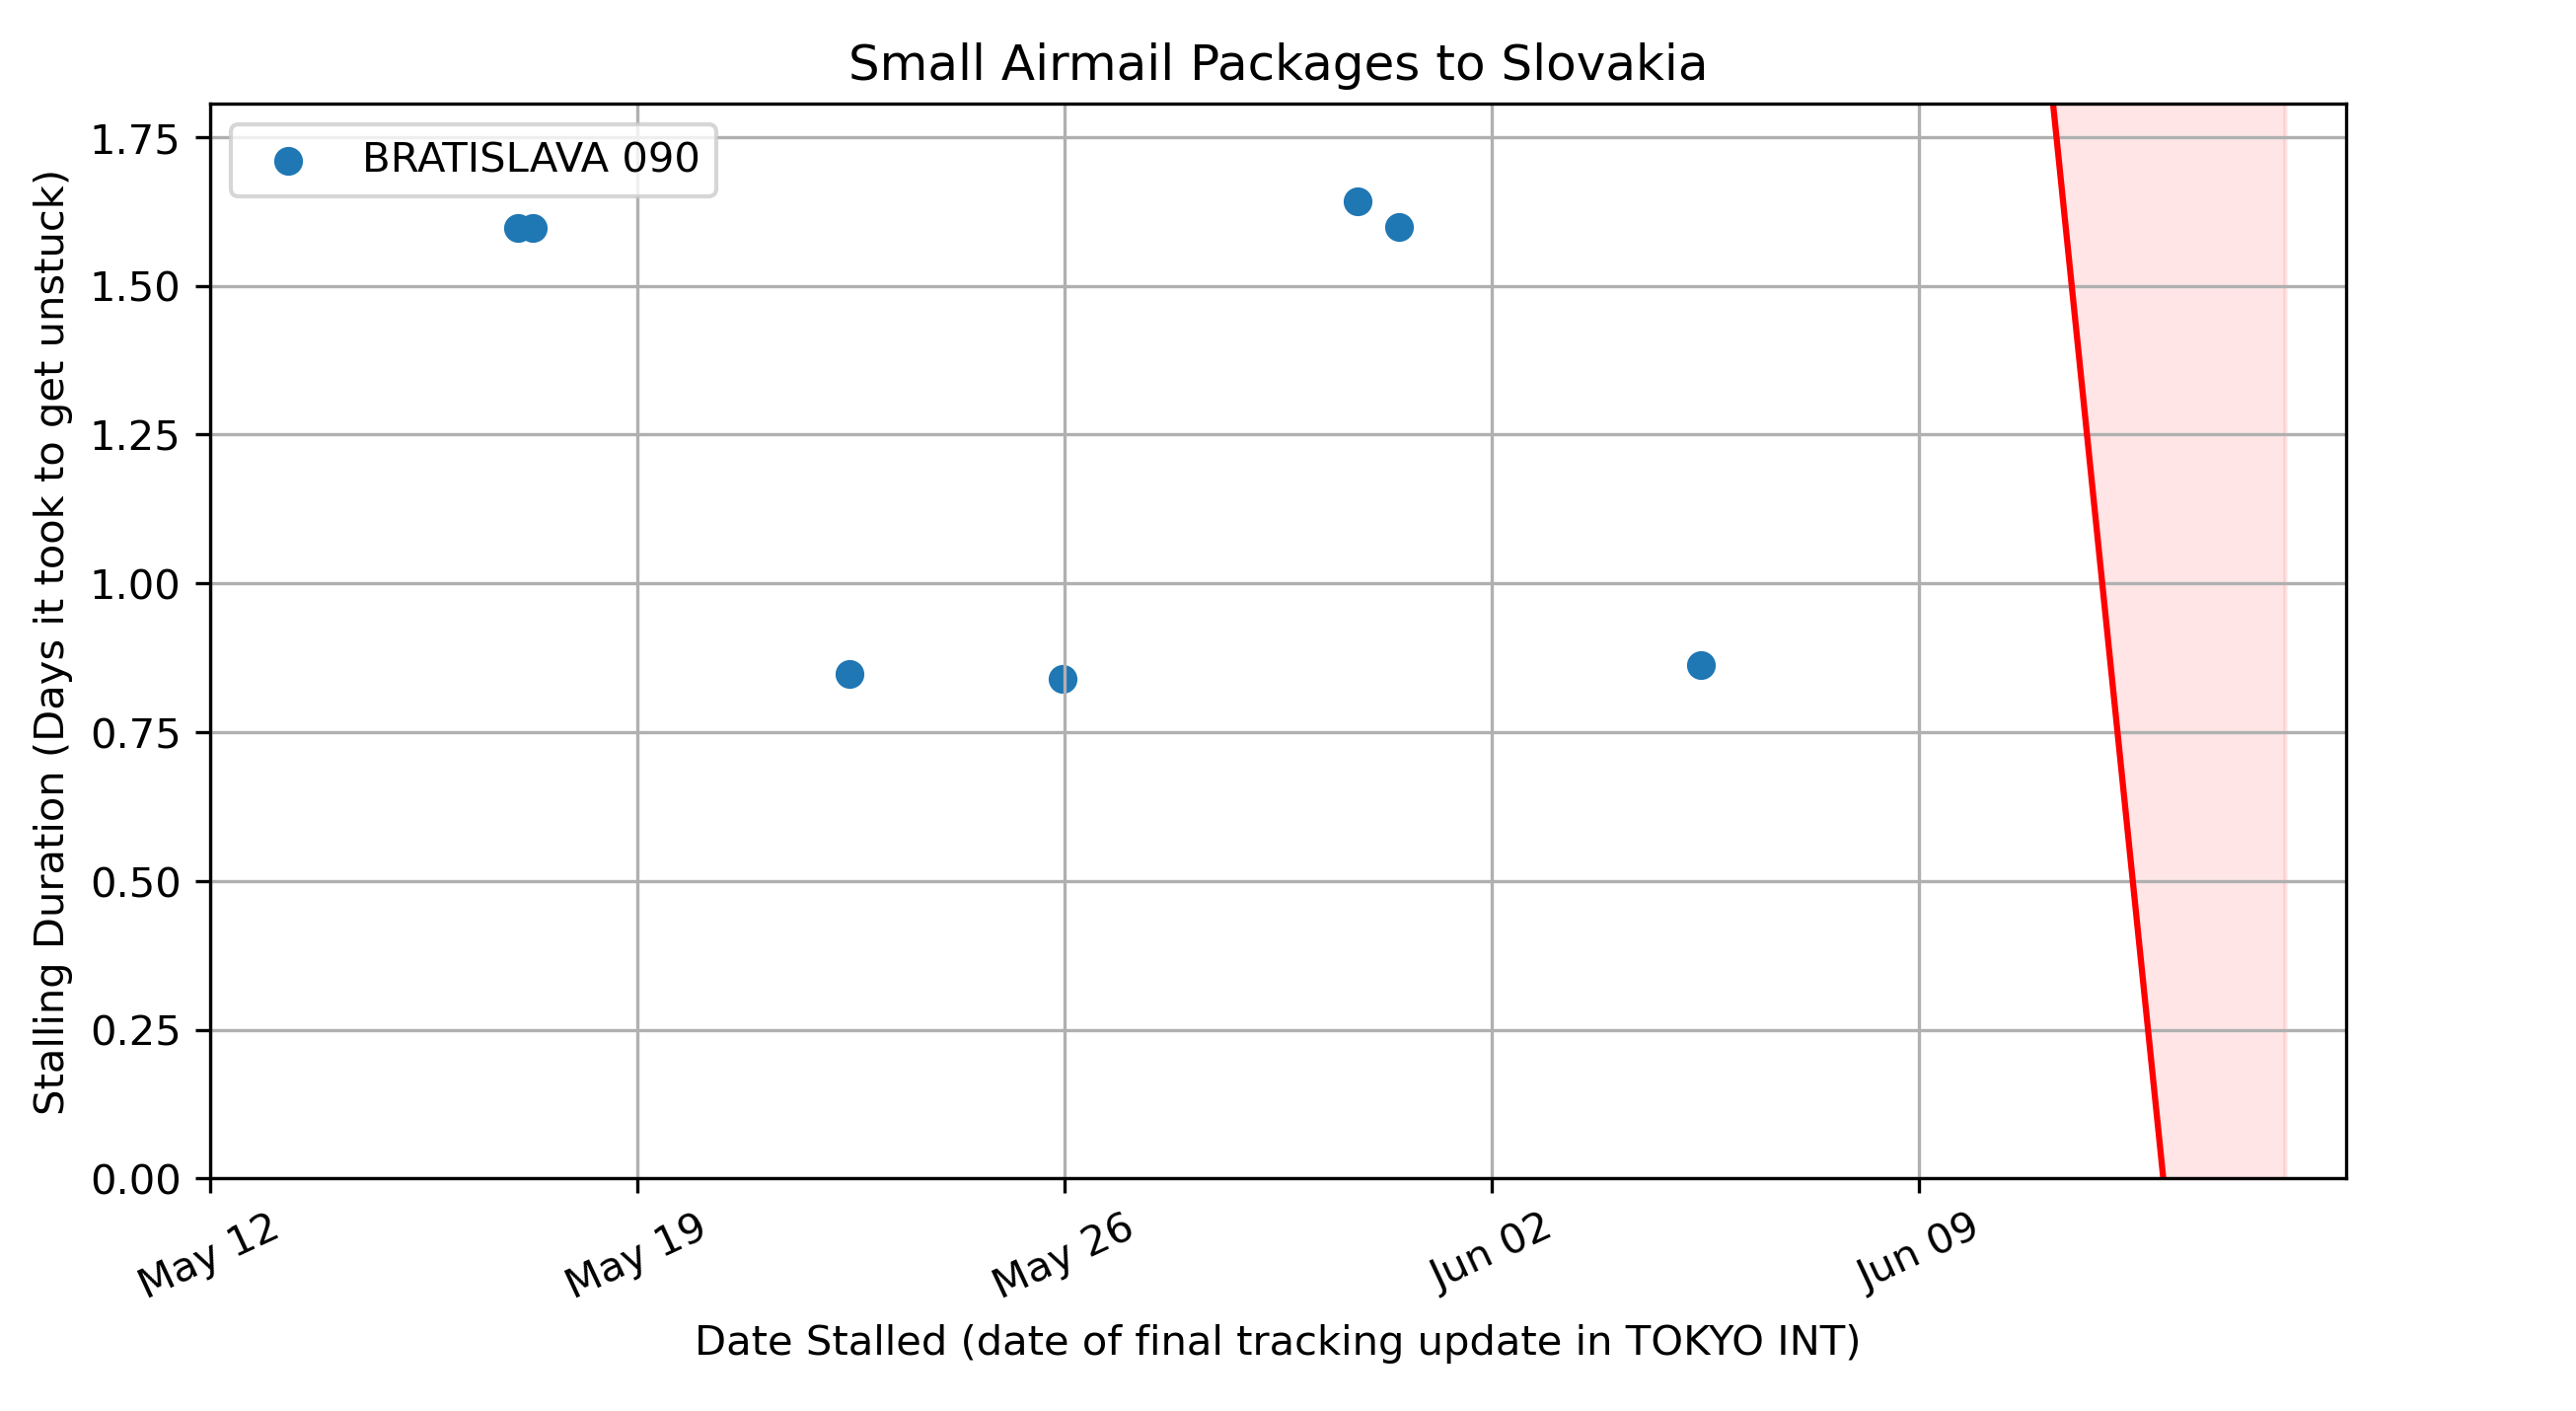 Small Airmail Packages to Slovakia
BRATISLAVA 090
Stalling Duration (Days it took to get unstuck)
1.75
1.50
1.25
1.00
0.75
0.50
0.25
0.00
May 12
May 19
May 26
Jun 02
Jun 09
Date Stalled (date of final tracking update in TOKYO INT)